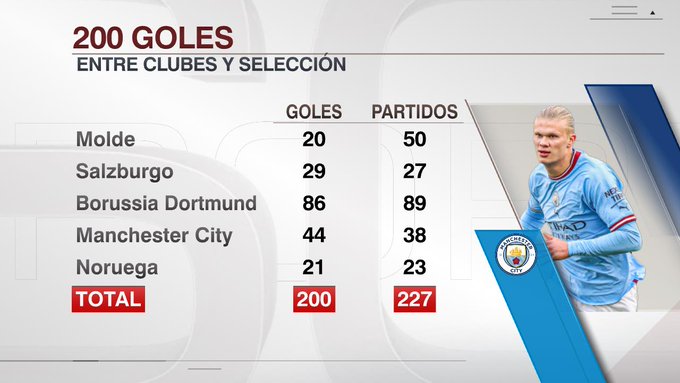 200 GOLES
ENTRE CLUBES Y SELECCIÓN
GOLES PARTIDOS
Molde 20 50
Salzburgo 29 27
Borussia Dortmund 86 89
Manchester City 44 38
Noruega 21 23
TOTAL 200 227
MANCHESTER
CITY